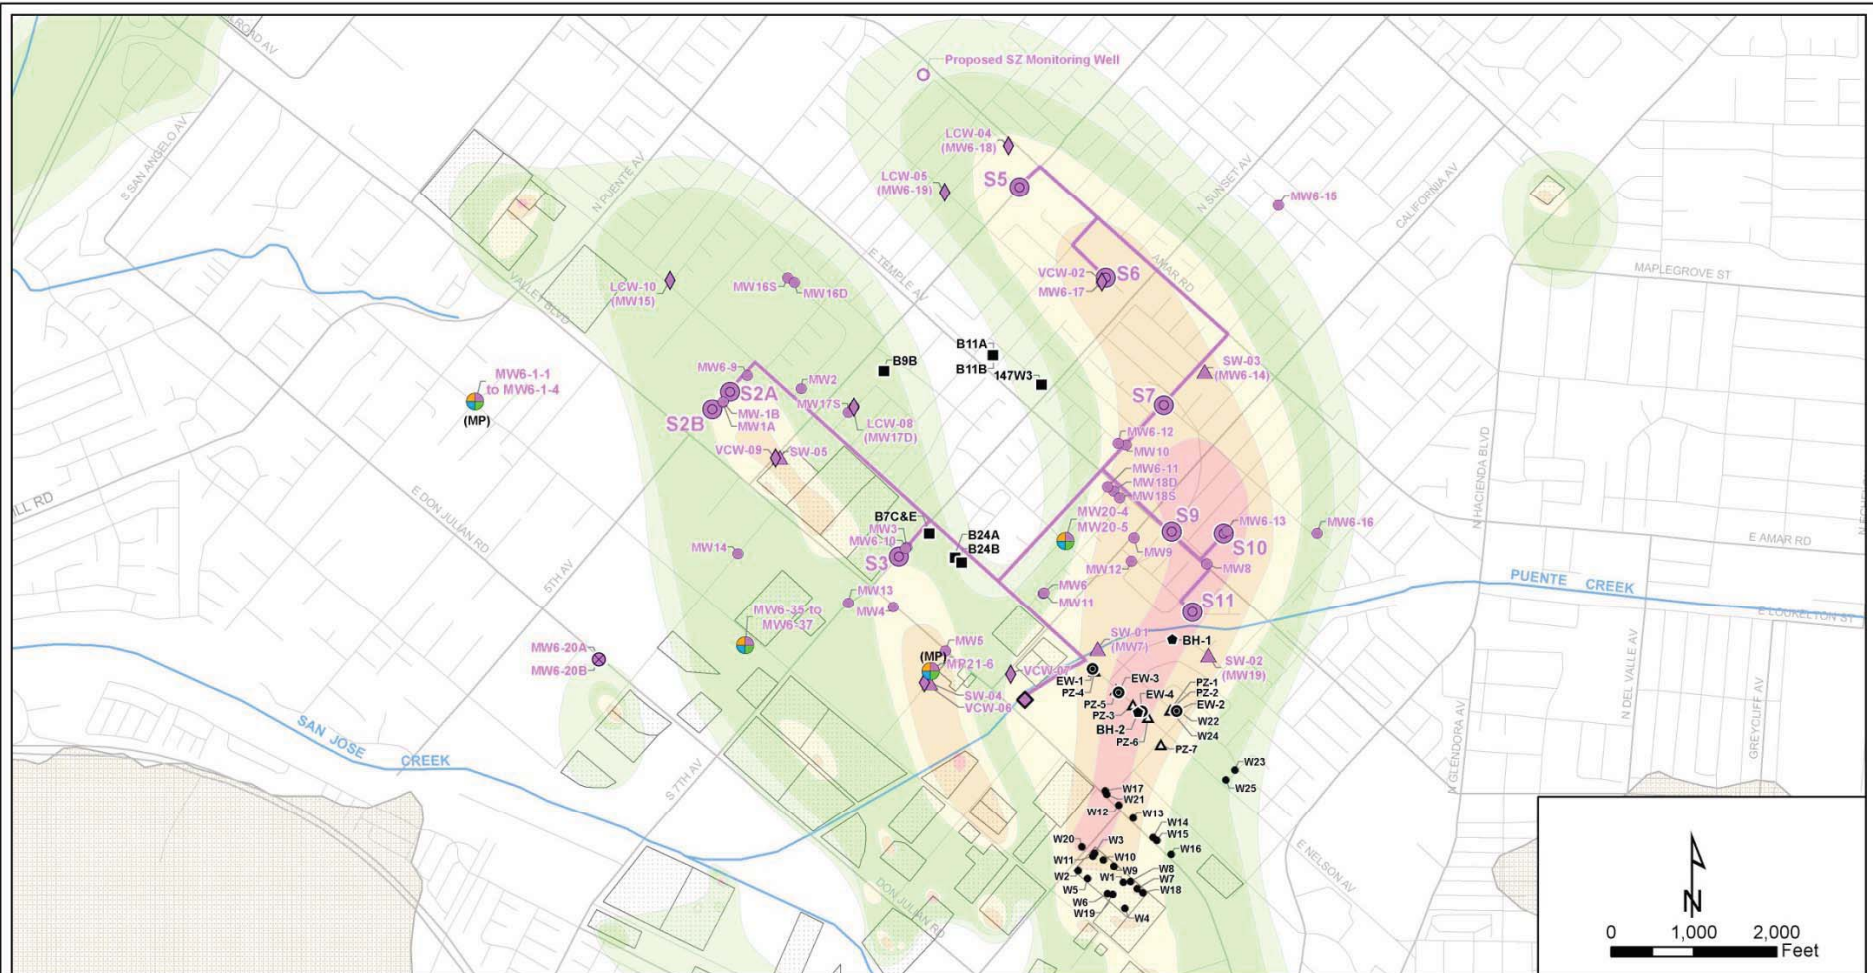 RAILROAD AV
Proposed SZ Monitoring Well
S SAN ANGELO AV
N PUENTE AV
LCW-04
(MW6-18)
LCW-05
(MW6-19)
S5
N SUNSET AV
CALIFORNIA AV
MW6-15
E TEMPLE AV
AMAR RD
MAPLEGROVE ST
VALLEY BLVD
LCW-10
(MW15)
MW16S
MW16D
VCW-02
MW6-17
S6
B11A
B11B
147W3
B9B
SW-03
(MW6-14)
MW6-1-1
to MW6-1-4
(MP)
MW6-9
MW2
S2A
S2B
MW-1B
MW1A
MW17S
LCW-08
(MW17D)
S7
VCW-09
SW-05
MW6-12
MW10
MW6-11
MW18D
MW18S
N HACIENDA BLVD
ILL RD
E DON JULIAN RD
B7C&E
MW3
MW6-10
S3
B24A
B24B
MW20-4
MW20-5
S9
MW6-13
S10
MW6-16
E AMAR RD
MW14
MW9
MW12
MW8
5TH AV
MW13
MW4
MW6
MW11
PUENTE CREEK
S11
E LOUKELTON ST
MW6-35 to
MW6-37
MW6-20A
MW6-20B
MW5
(MP)
MP21-6
SW-04
VCW-06
VCW-07
SW-01
(MW7)
BH-1
SW-02
(MW19)
EW-1
PZ-4
EW-3
PZ-5
EW-4
PZ-3
BH-2
PZ-6
PZ-1
PZ-2
EW-2
W22
W24
PZ-7
N DEL VALLE AV
GREYCLIFF AV
N GLENDORA AV
SAN JOSE CREEK
S 7TH AV
W23
W25
W17
W21
W12
W13
W14
W15
W16
W20
W3
W11
W10
W9
W8
W2
W1
W7
W5
W18
W6
W19
W4
E NELSON AV
DON JULIAN RD
N
0 1,000 2,000
Feet